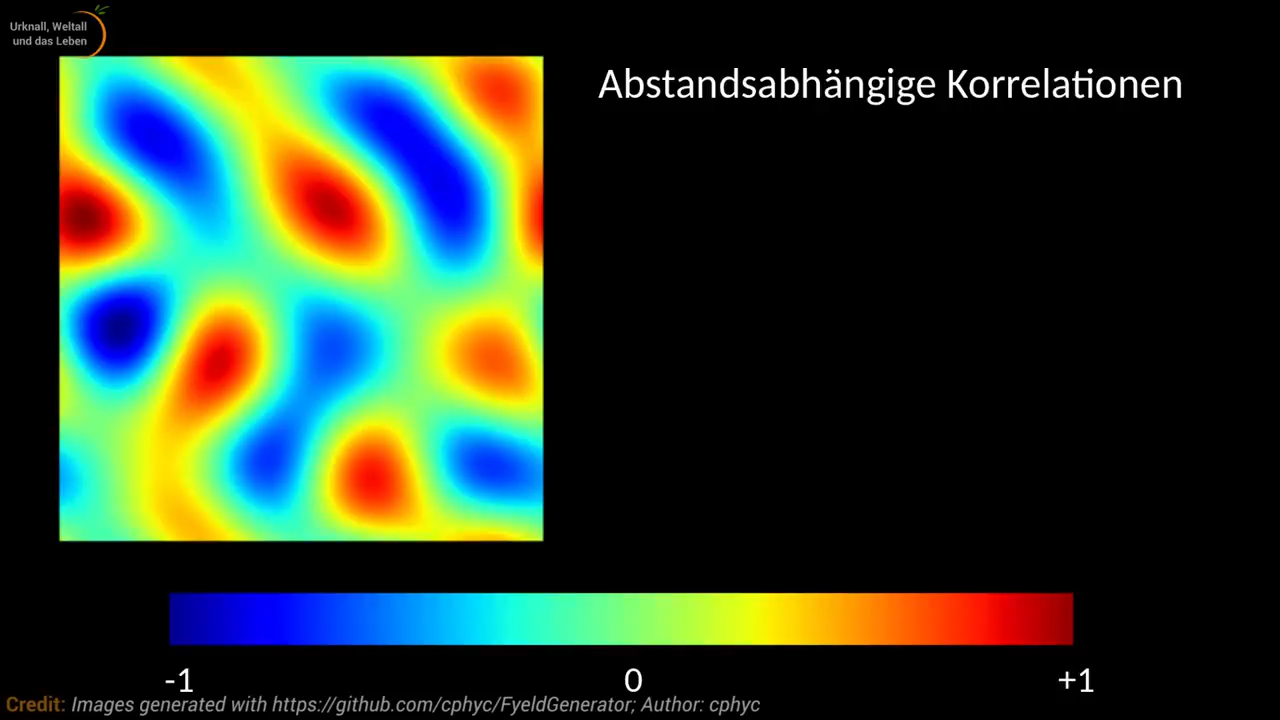 Urknall, Weltall
und das Leben
Abstandsabhängige Korrelationen
-1 0 +1
Credit: Images generated with https://github.com/cphyc/FyeldGenerator; Author: cphyc